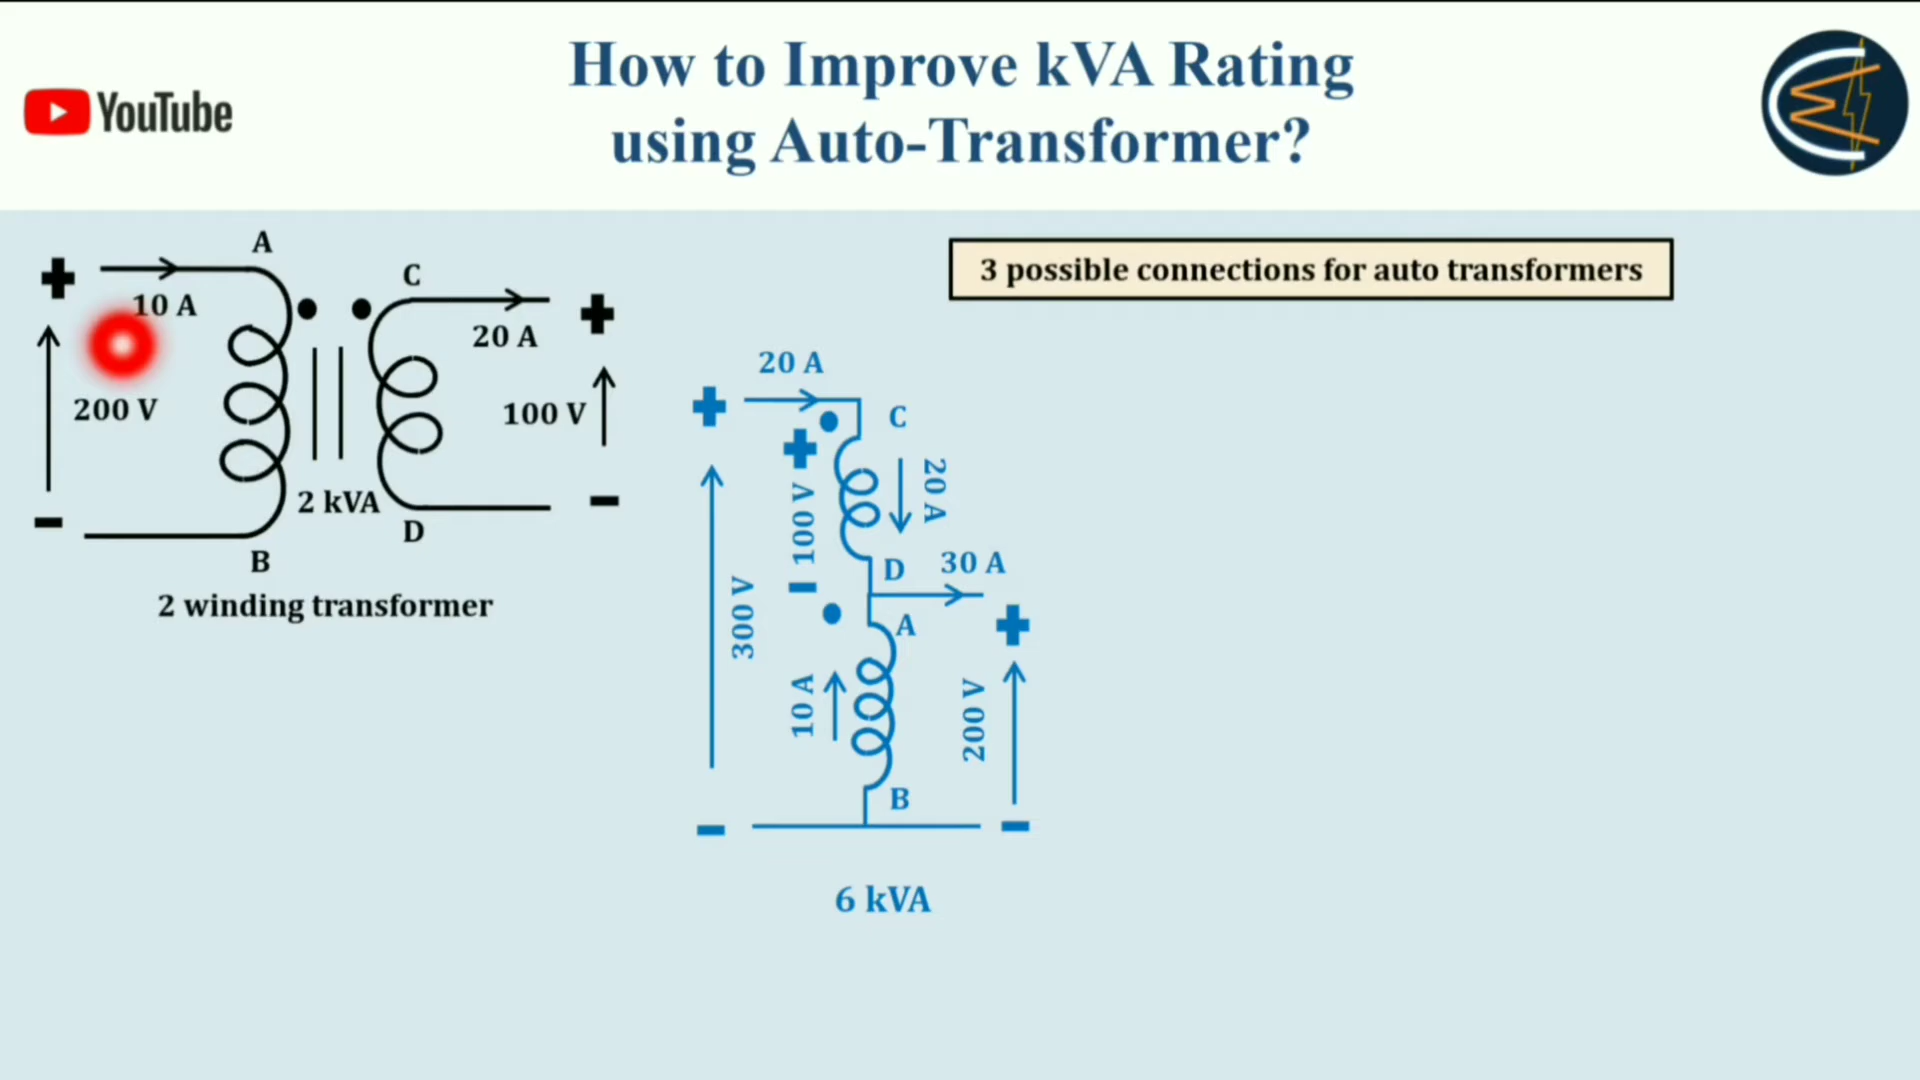 How to Improve kVA Rating
using Auto-Transformer?
YouTube
3 possible connections for auto transformers
A
10 A
200 V
B
C
20 A
100 V
2 kVA
D
2 winding transformer
20 A
C
100 V
20 A
300 V
D
30 A
A
10 A
200 V
B
6 kVA